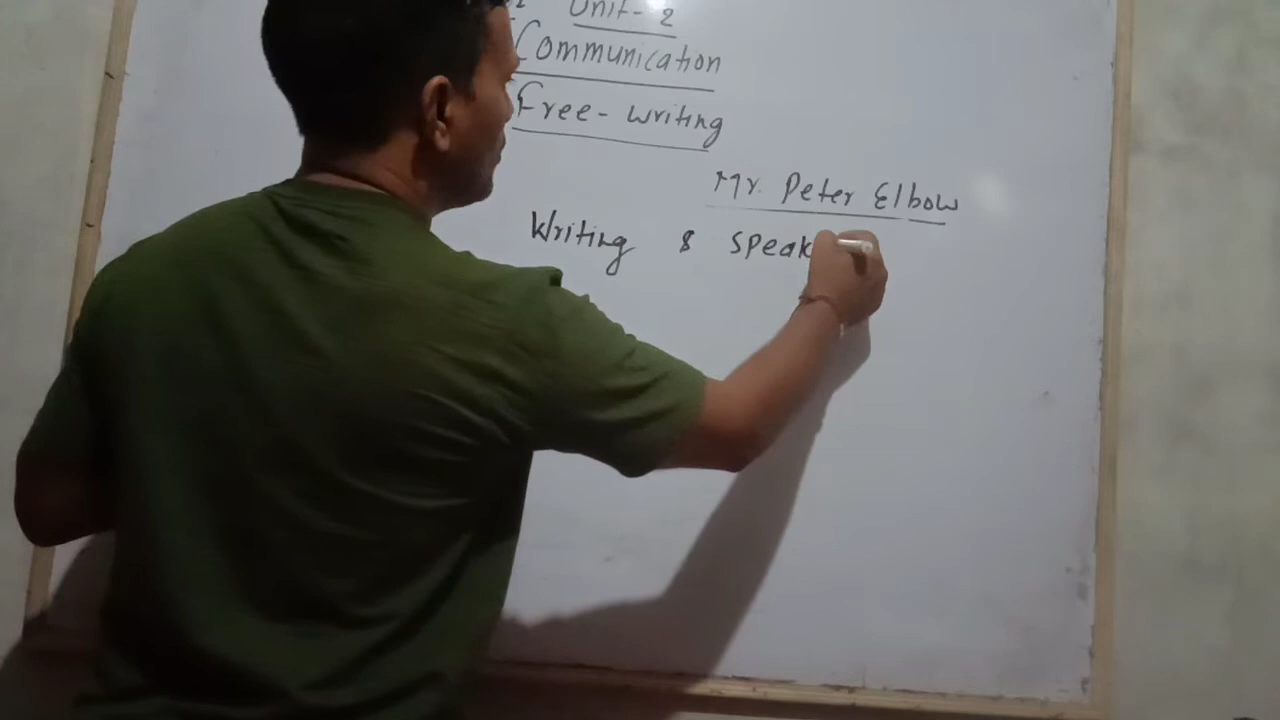 Unit- 2
Communication
Free- writing
Mr. Peter Elbow
Writing & speak